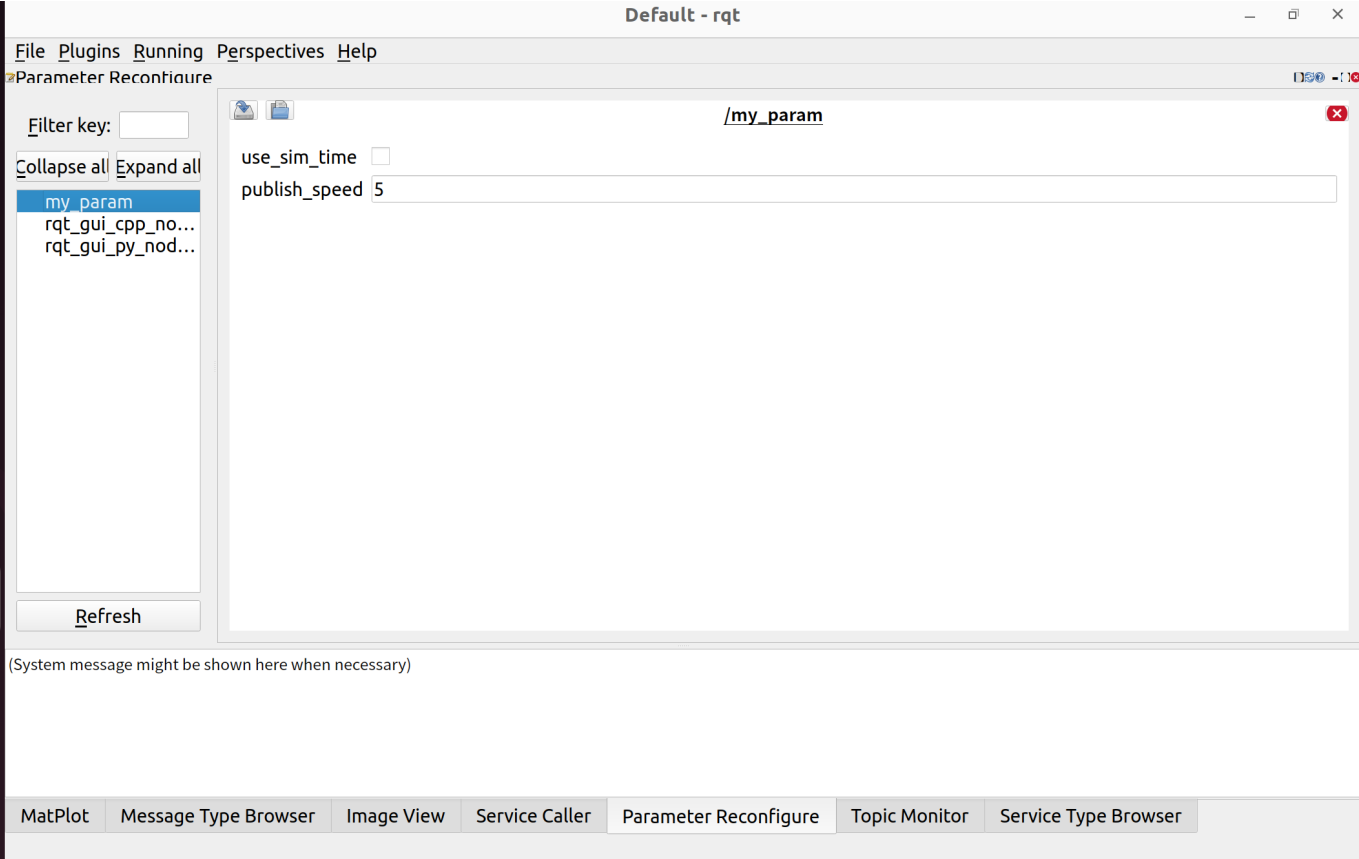 Default - rqt
File Plugins Running Perspectives Help
Parameter Reconfigure
Filter key:
Collapse all Expand all
my_param
rqt_gui_cpp_no...
rqt_gui_py_nod...
Refresh
/my_param
use_sim_time
publish_speed 5
(System message might be shown here when necessary)
MatPlot Message Type Browser Image View Service Caller Parameter Reconfigure Topic Monitor Service Type Browser